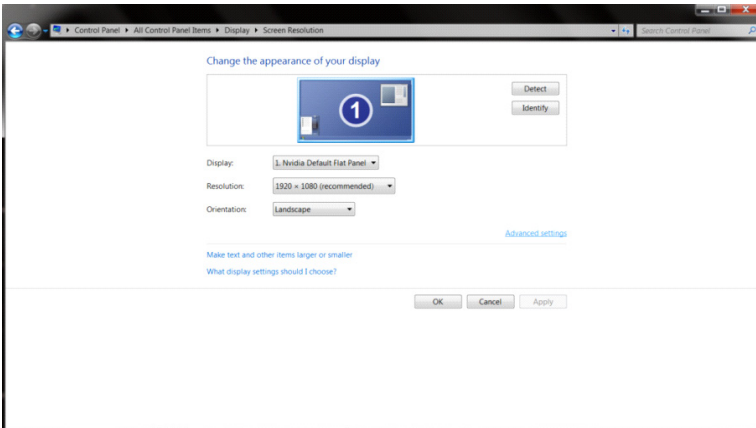 Control Panel ▸ All Control Panel Items ▸ Display ▸ Screen Resolution
Search Control Panel
Change the appearance of your display
1
Detect
Identify
Display: 1. Nvidia Default Flat Panel
Resolution: 1920 × 1080 (recommended)
Orientation: Landscape
Advanced settings
Make text and other items larger or smaller
What display settings should I choose?
OK Cancel Apply